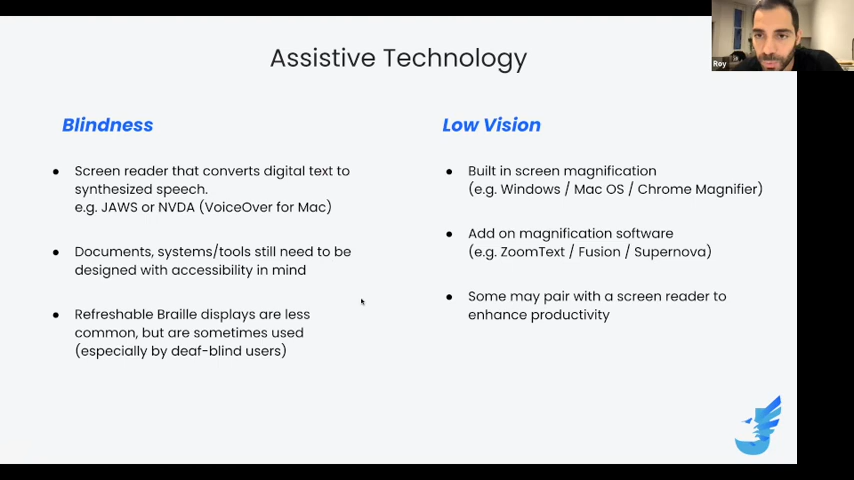 Assistive Technology
Roy
Blindness
● Screen reader that converts digital text to
synthesized speech.
e.g. JAWS or NVDA (VoiceOver for Mac)
● Documents, systems/tools still need to be
designed with accessibility in mind
● Refreshable Braille displays are less
common, but are sometimes used
(especially by deaf-blind users)
Low Vision
● Built in screen magnification
(e.g. Windows / Mac OS / Chrome Magnifier)
● Add on magnification software
(e.g. ZoomText / Fusion / Supernova)
● Some may pair with a screen reader to
enhance productivity